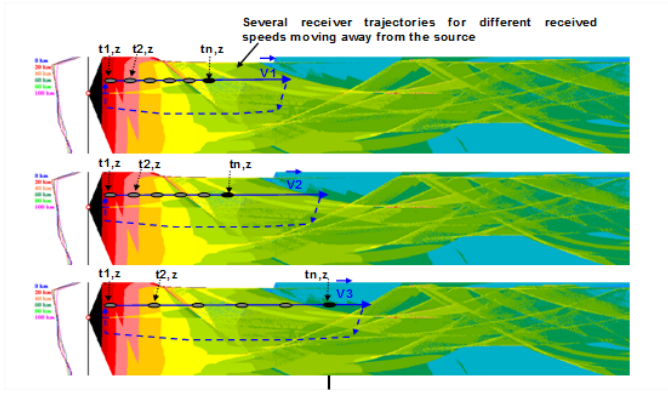 Several receiver trajectories for different received
speeds moving away from the source
t1,z t2,z tn,z
V1
0 km
20 km
40 km
60 km
80 km
100 km
t1,z t2,z tn,z
V2
0 km
20 km
40 km
60 km
80 km
100 km
t1,z t2,z tn,z
V3
0 km
20 km
40 km
60 km
80 km
100 km